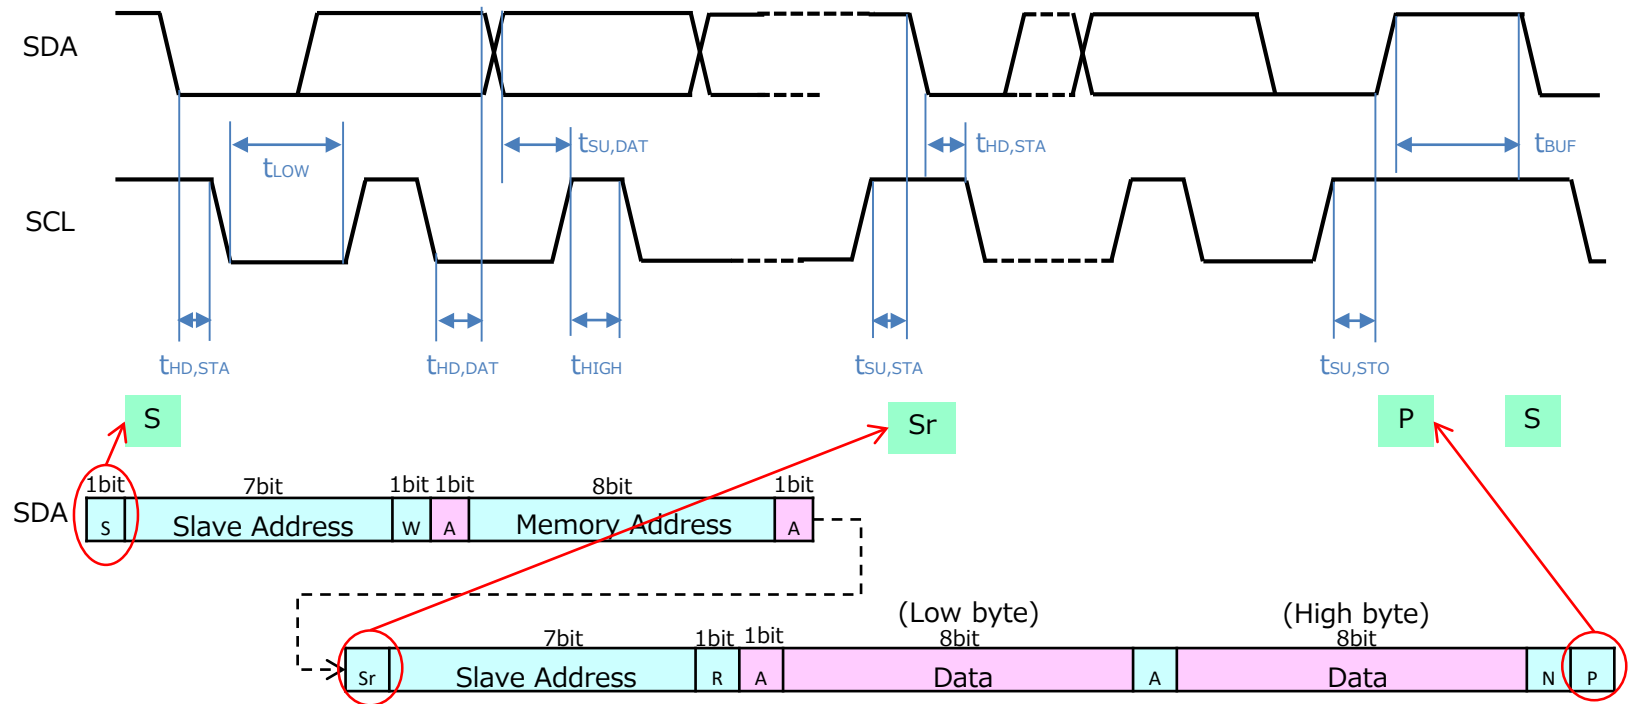 SDA
tSU,DAT
tHD,STA
tBUF
tLOW
SCL
tHD,STA
tHD,DAT
tHIGH
tSU,STA
tSU,STO
S
Sr
P
S
1bit
7bit
1bit
1bit
8bit
1bit
SDA
S
Slave Address
W
A
Memory Address
A
(Low byte)
(High byte)
7bit
1bit
1bit
8bit
8bit
Sr
Slave Address
R
A
Data
A
Data
N
P